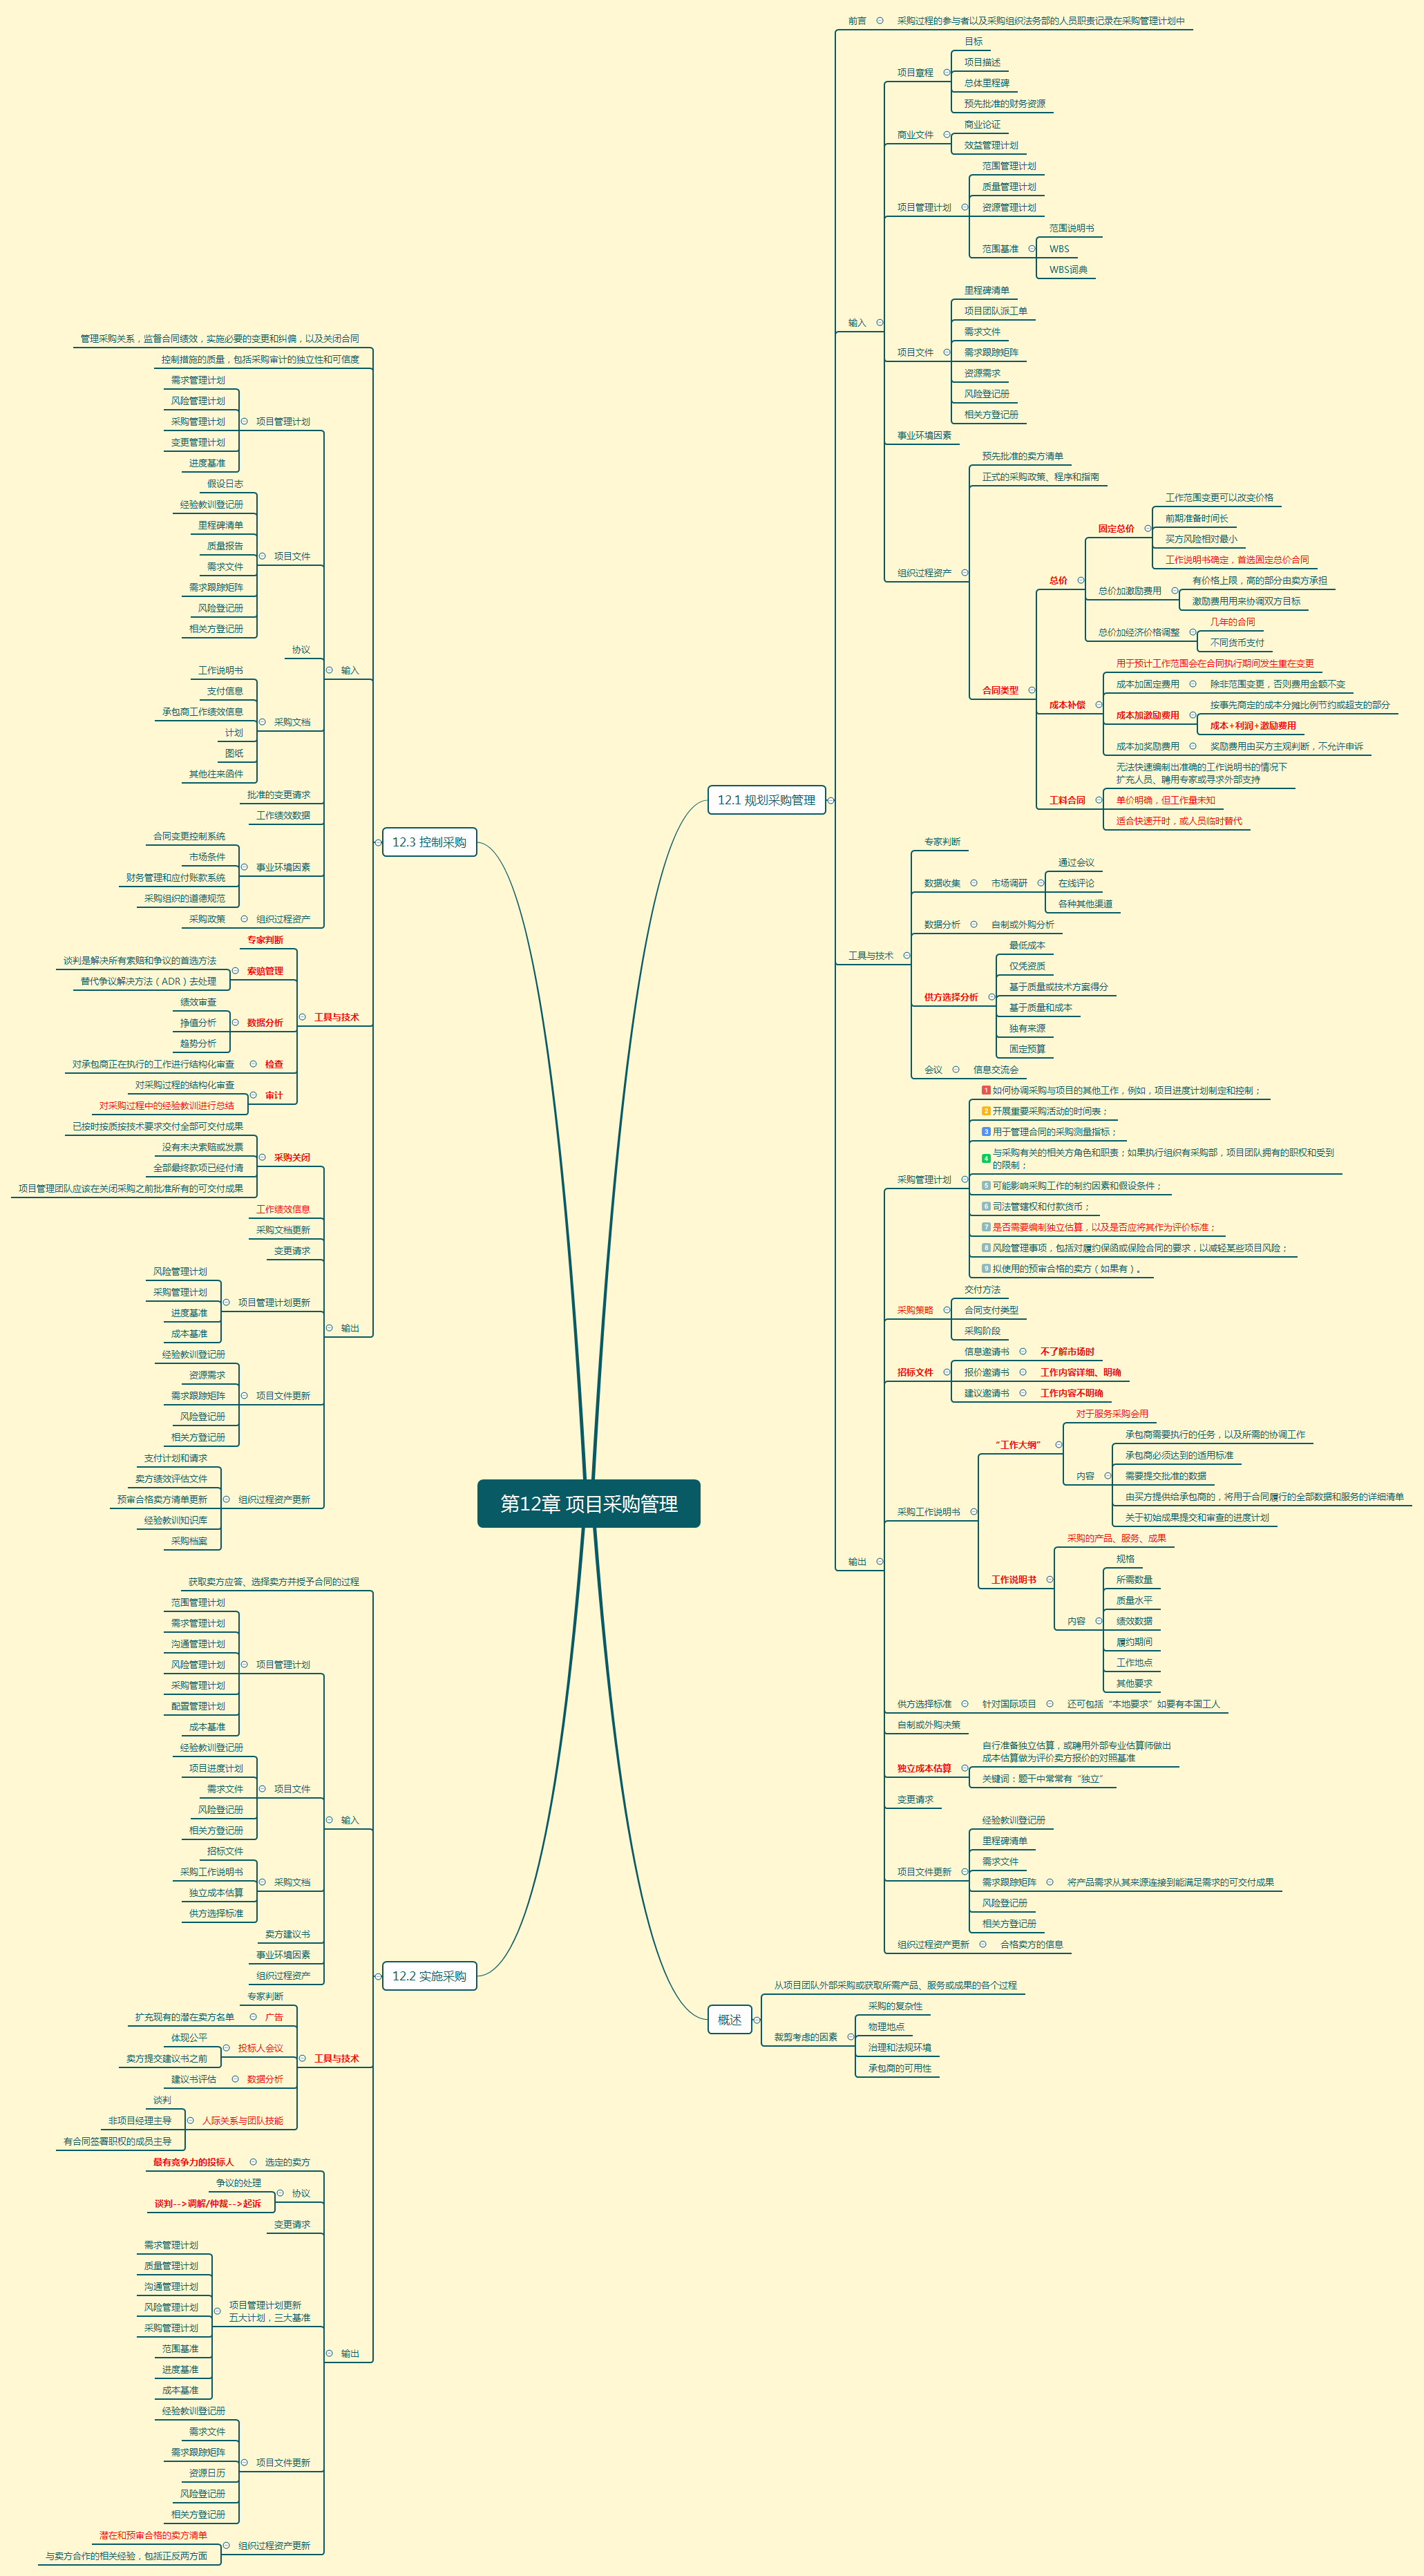 第12章 项目采购管理
12.1 规划采购管理
前言
采购过程的参与者以及采购组织法务部的人员职责记录在采购管理计划中
输入
项目章程
目标
项目描述
总体里程碑
预先批准的财务资源
商业文件
商业论证
效益管理计划
项目管理计划
范围管理计划
质量管理计划
资源管理计划
范围基准
范围说明书
WBS
WBS词典
项目文件
里程碑清单
项目团队派工单
需求文件
需求跟踪矩阵
资源需求
风险登记册
相关方登记册
事业环境因素
组织过程资产
预先批准的卖方清单
正式的采购政策、程序和指南
合同类型
总价
固定总价
工作范围变更可以改变价格
前期准备时间长
买方风险相对最小
工作说明书确定，首选固定总价合同
总价加激励费用
有价格上限，高的部分由卖方承担
激励费用用来协调双方目标
总价加经济价格调整
几年的合同
不同货币支付
成本补偿
用于预计工作范围会在合同执行期间发生重在变更
成本加固定费用
除非范围变更，否则费用金额不变
成本加激励费用
按事先商定的成本分摊比例节约或超支的部分
成本+利润+激励费用
成本加奖励费用
奖励费用由买方主观判断，不允许申诉
工料合同
无法快速编制出准确的工作说明书的情况下
扩充人员、聘用专家或寻求外部支持
单价明确，但工作量未知
适合快速开时，或人员临时替代
工具与技术
专家判断
数据收集
市场调研
通过会议
在线评论
各种其他渠道
数据分析
自制或外购分析
供方选择分析
最低成本
仅凭资质
基于质量或技术方案得分
基于质量和成本
独有来源
固定预算
会议
信息交流会
输出
采购管理计划
1 如何协调采购与项目的其他工作，例如，项目进度计划制定和控制；
2 开展重要采购活动的时间表；
3 用于管理合同的采购测量指标；
4 与采购有关的相关方角色和职责；如果执行组织有采购部，项目团队拥有的职权和受到
的限制；
5 可能影响采购工作的制约因素和假设条件；
6 司法管辖权和付款货币；
7 是否需要编制独立估算，以及是否应将其作为评价标准；
8 风险管理事项，包括对履约保函或保险合同的要求，以减轻某些项目风险；
9 拟使用的预审合格的卖方（如果有）。
采购策略
交付方法
合同支付类型
采购阶段
招标文件
信息邀请书
不了解市场时
报价邀请书
工作内容详细、明确
建议邀请书
工作内容不明确
采购工作说明书
“工作大纲”
对于服务采购会用
内容
承包商需要执行的任务，以及所需的协调工作
承包商必须达到的适用标准
需要提交批准的数据
由买方提供给承包商的，将用于合同履行的全部数据和服务的详细清单
关于初始成果提交和审查的进度计划
工作说明书
采购的产品、服务、成果
内容
规格
所需数量
质量水平
绩效数据
履约期间
工作地点
其他要求
供方选择标准
针对国际项目
还可包括“本地要求”如要有本国工人
自制或外购决策
独立成本估算
自行准备独立估算，或聘用外部专业估算师做出
成本估算做为评价卖方报价的对照基准
关键词：题干中常常有“独立”
变更请求
项目文件更新
经验教训登记册
里程碑清单
需求文件
需求跟踪矩阵
将产品需求从其来源连接到能满足需求的可交付成果
风险登记册
相关方登记册
组织过程资产更新
合格卖方的信息
概述
从项目团队外部采购或获取所需产品、服务或成果的各个过程
裁剪考虑的因素
采购的复杂性
物理地点
治理和法规环境
承包商的可用性
12.3 控制采购
管理采购关系，监督合同绩效，实施必要的变更和纠偏，以及关闭合同
控制措施的质量，包括采购审计的独立性和可信度
输入
项目管理计划
需求管理计划
风险管理计划
采购管理计划
变更管理计划
进度基准
项目文件
假设日志
经验教训登记册
里程碑清单
质量报告
需求文件
需求跟踪矩阵
风险登记册
相关方登记册
协议
采购文档
工作说明书
支付信息
承包商工作绩效信息
计划
图纸
其他往来函件
批准的变更请求
工作绩效数据
事业环境因素
合同变更控制系统
市场条件
财务管理和应付账款系统
采购组织的道德规范
组织过程资产
采购政策
工具与技术
专家判断
索赔管理
谈判是解决所有索赔和争议的首选方法
替代争议解决方法（ADR）去处理
数据分析
绩效审查
挣值分析
趋势分析
检查
对承包商正在执行的工作进行结构化审查
审计
对采购过程的结构化审查
对采购过程中的经验教训进行总结
输出
采购关闭
已按时按质按技术要求交付全部可交付成果
没有未决索赔或发票
全部最终款项已经付清
项目管理团队应该在关闭采购之前批准所有的可交付成果
工作绩效信息
采购文档更新
变更请求
项目管理计划更新
风险管理计划
采购管理计划
进度基准
成本基准
项目文件更新
经验教训登记册
资源需求
需求跟踪矩阵
风险登记册
相关方登记册
组织过程资产更新
支付计划和请求
卖方绩效评估文件
预审合格卖方清单更新
经验教训知识库
采购档案
12.2 实施采购
获取卖方应答、选择卖方并授予合同的过程
输入
项目管理计划
范围管理计划
需求管理计划
沟通管理计划
风险管理计划
采购管理计划
配置管理计划
成本基准
项目文件
经验教训登记册
项目进度计划
需求文件
风险登记册
相关方登记册
采购文档
招标文件
采购工作说明书
独立成本估算
供方选择标准
卖方建议书
事业环境因素
组织过程资产
工具与技术
专家判断
广告
扩充现有的潜在卖方名单
投标人会议
体现公平
卖方提交建议书之前
数据分析
建议书评估
人际关系与团队技能
谈判
非项目经理主导
有合同签署职权的成员主导
输出
选定的卖方
最有竞争力的投标人
协议
争议的处理
谈判-->调解/仲裁-->起诉
变更请求
项目管理计划更新
五大计划，三大基准
需求管理计划
质量管理计划
沟通管理计划
风险管理计划
采购管理计划
范围基准
进度基准
成本基准
项目文件更新
经验教训登记册
需求文件
需求跟踪矩阵
资源日历
风险登记册
相关方登记册
组织过程资产更新
潜在和预审合格的卖方清单
与卖方合作的相关经验，包括正反两方面